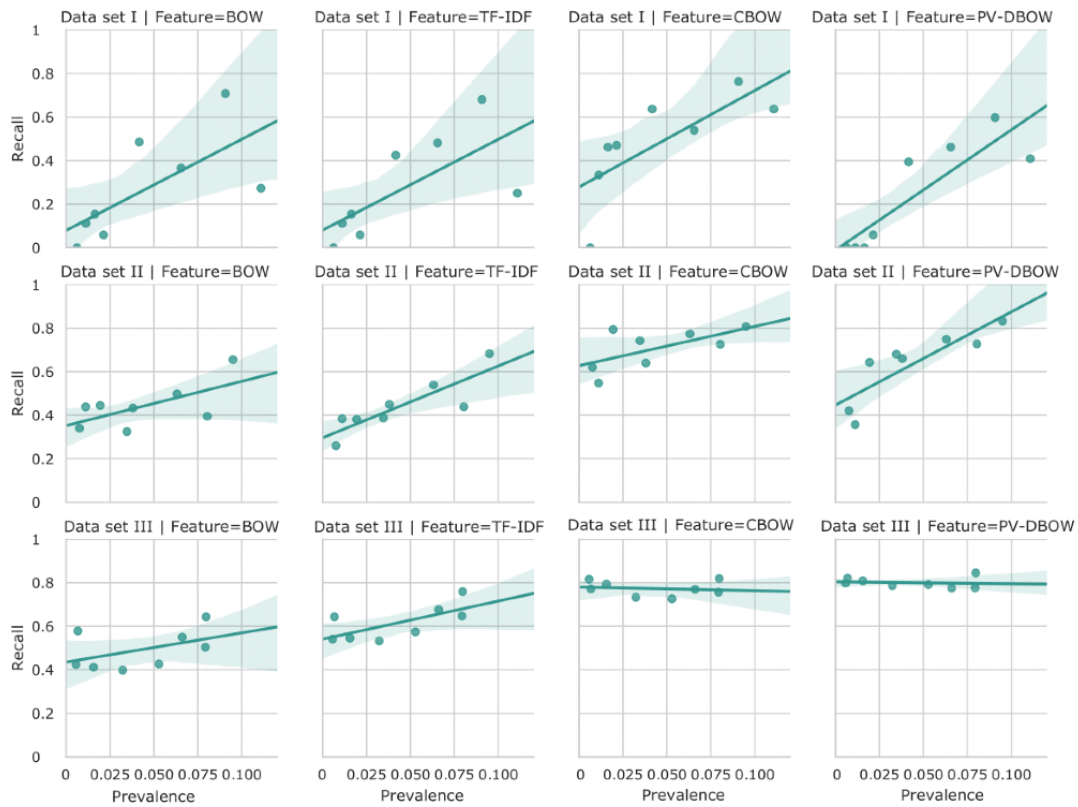 Data set I | Feature=BOW
Data set I | Feature=TF-IDF
Data set I | Feature=CBOW
Data set I | Feature=PV-DBOW
1
0.8
0.6
0.4
0.2
0
Recall
Data set II | Feature=BOW
Data set II | Feature=TF-IDF
Data set II | Feature=CBOW
Data set II | Feature=PV-DBOW
1
0.8
0.6
0.4
0.2
0
Recall
Data set III | Feature=BOW
Data set III | Feature=TF-IDF
Data set III | Feature=CBOW
Data set III | Feature=PV-DBOW
1
0.8
0.6
0.4
0.2
0
Recall
0 0.025 0.050 0.075 0.100
0 0.025 0.050 0.075 0.100
0 0.025 0.050 0.075 0.100
0 0.025 0.050 0.075 0.100
Prevalence
Prevalence
Prevalence
Prevalence